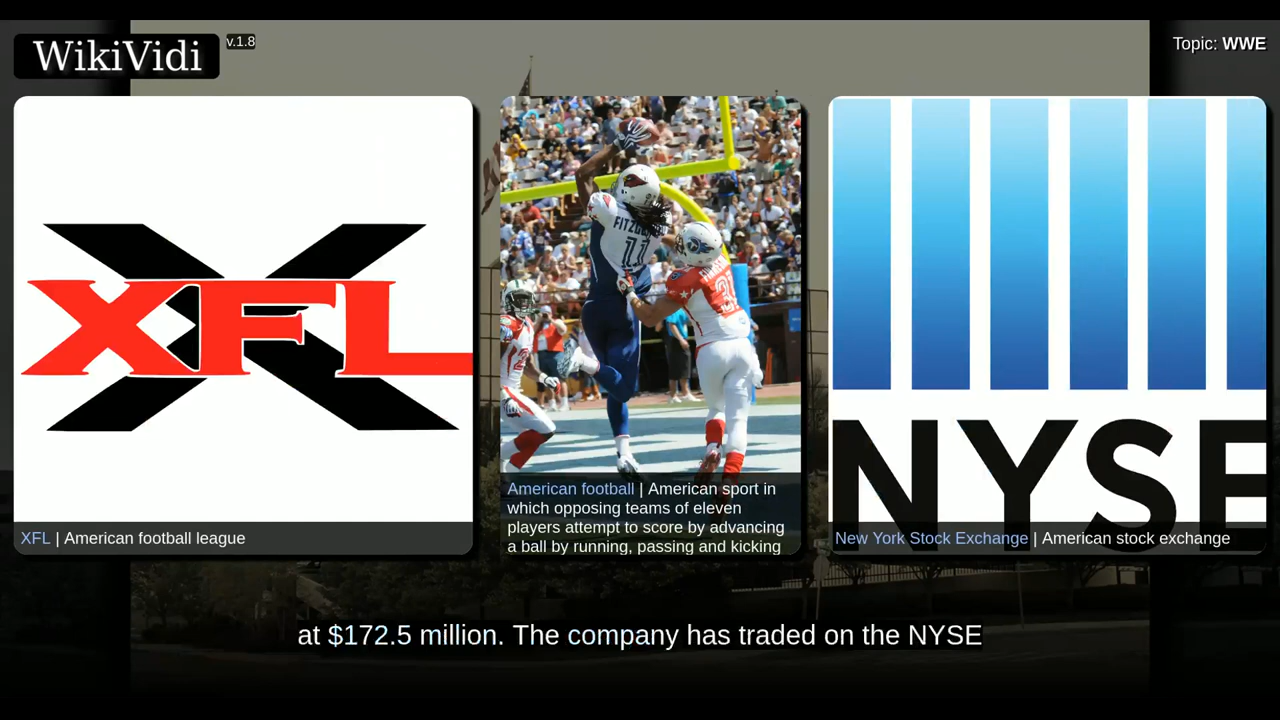 WikiVidi
v.1.8
Topic: WWE
XFL
FITZG
11
NYSE
XFL | American football league
American football | American sport in
which opposing teams of eleven
players attempt to score by advancing
a ball by running, passing and kicking
New York Stock Exchange | American stock exchange
at $172.5 million. The company has traded on the NYSE